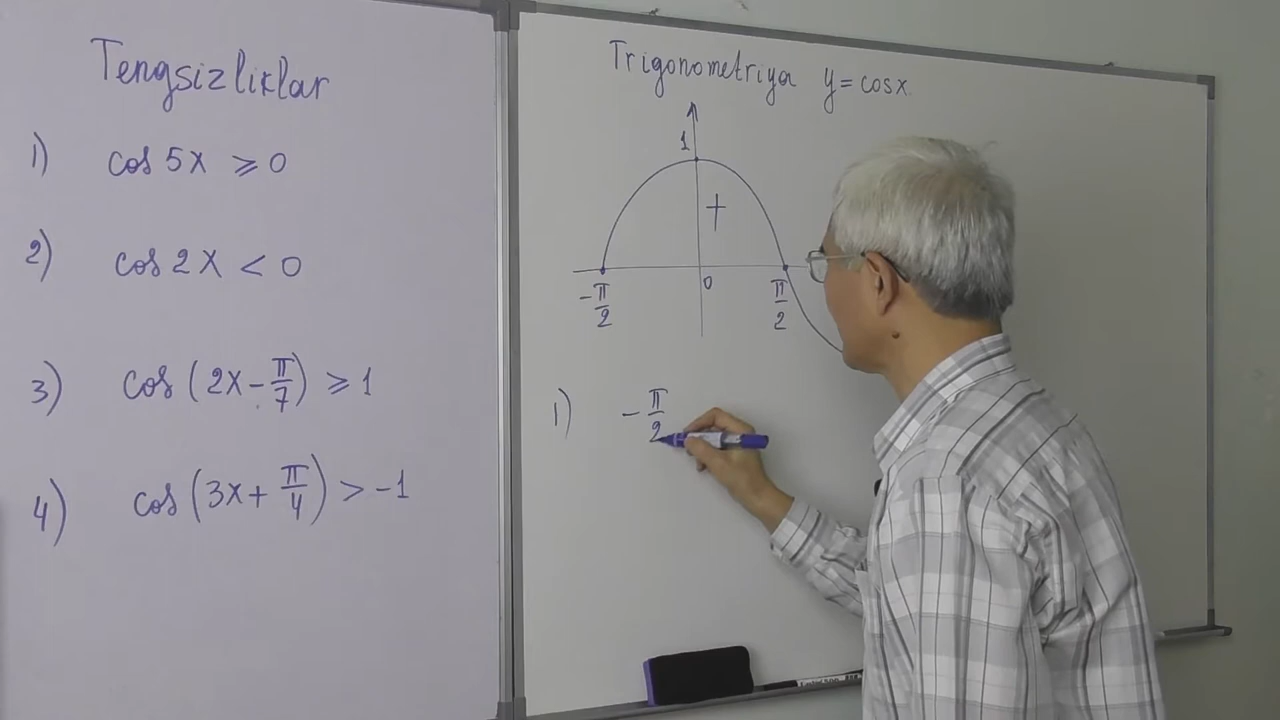 Tengsizliklar
1) cos 5x ⩾ 0
2) cos 2x < 0
3) cos (2x - π/7) ⩾ 1
4) cos (3x + π/4) > -1
Trigonometriya y = cosx
1
+
-π/2 0 π/2
1) -π/2